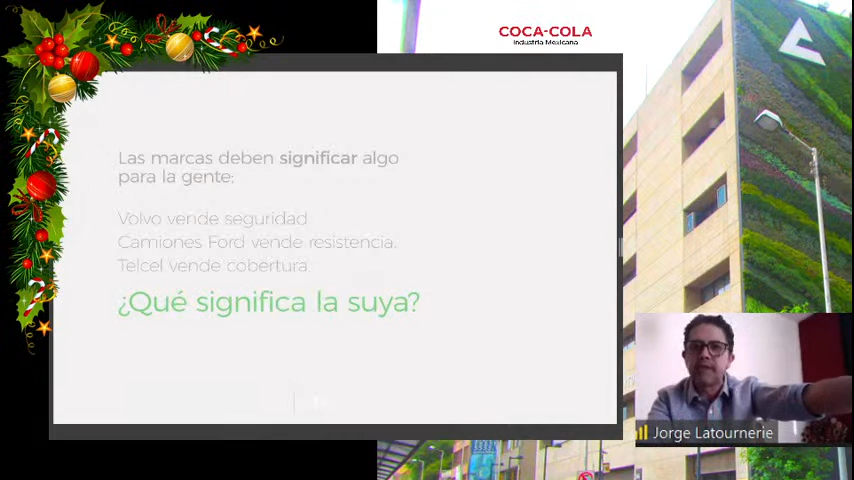 COCA-COLA
Industria Mexicana
Las marcas deben significar algo
para la gente:
Volvo vende seguridad
Camiones Ford vende resistencia.
Telcel vende cobertura.
¿Qué significa la suya?
Jorge Latournerie